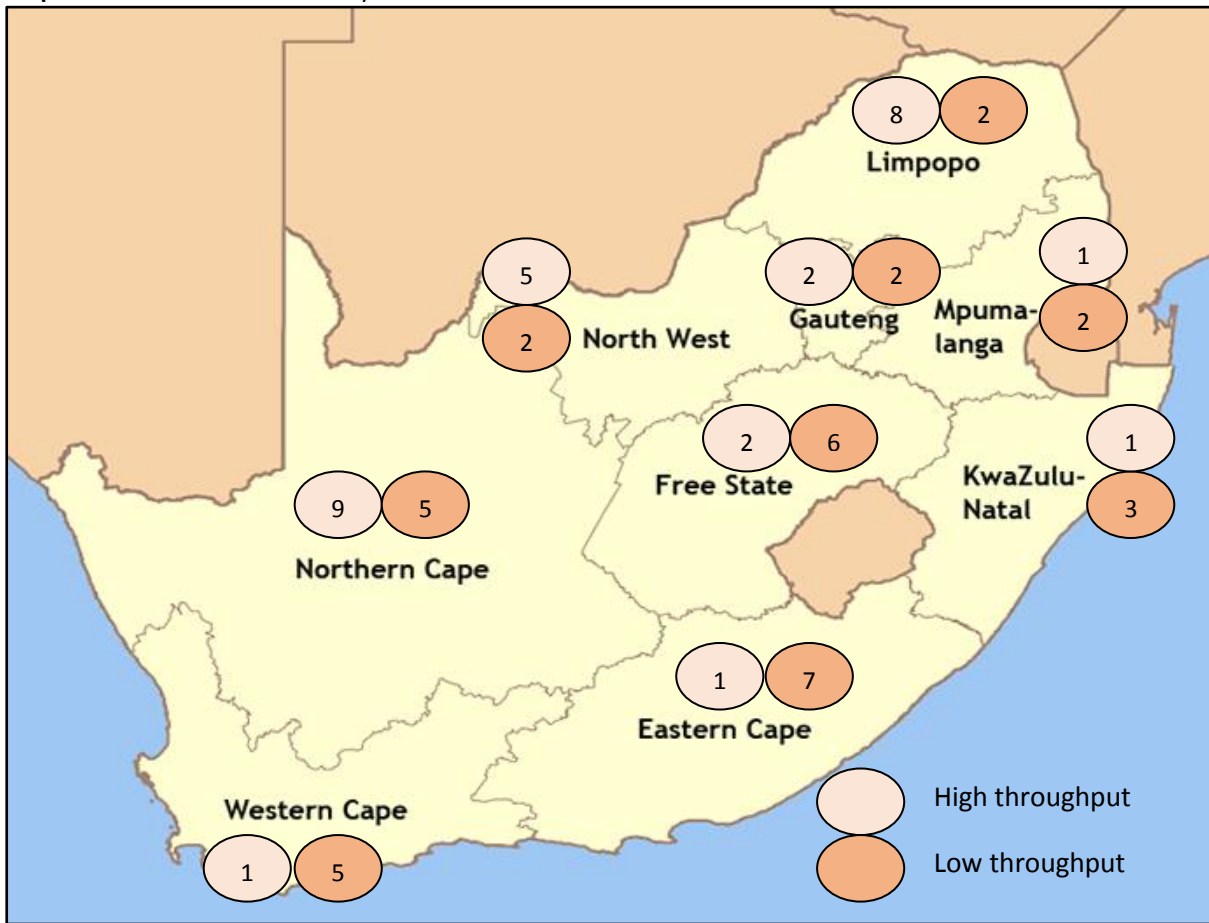 8 2
Limpopo
5
2
North West
2 2
Gauteng
1
2
Mpuma-
langa
2 6
Free State
1
3
KwaZulu-
Natal
9 5
Northern Cape
1 7
Eastern Cape
Western Cape
1 5
High throughput
Low throughput